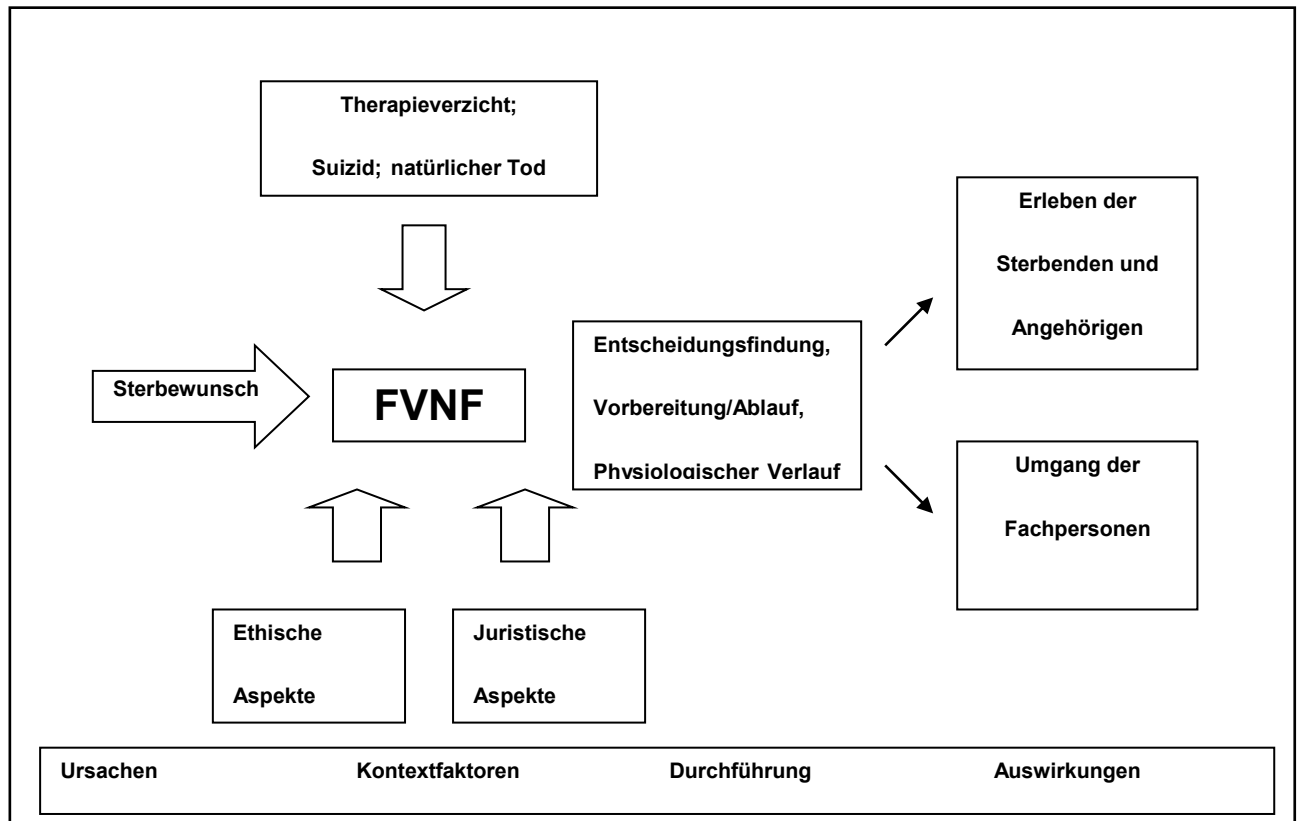 Therapieverzicht;
Suizid; natürlicher Tod
Erleben der
Sterbenden und
Angehörigen
Sterbewunsch
FVNF
Entscheidungsfindung,
Vorbereitung/Ablauf,
Physiologischer Verlauf
Umgang der
Fachpersonen
Ethische
Aspekte
Juristische
Aspekte
Ursachen Kontextfaktoren Durchführung Auswirkungen